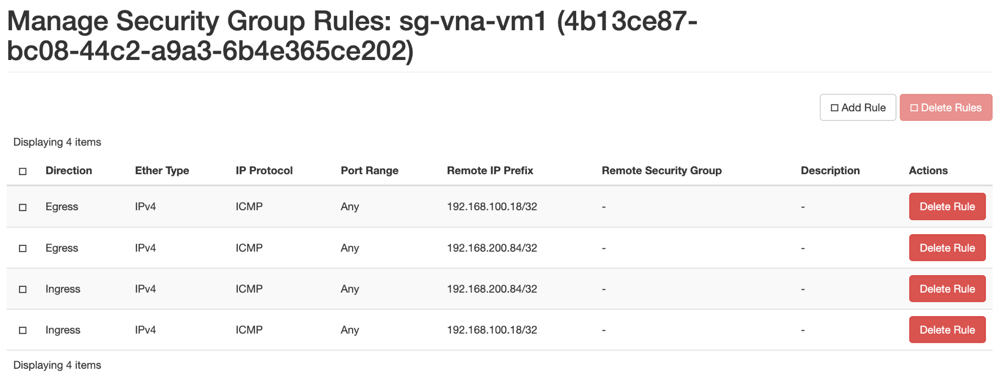 Manage Security Group Rules: sg-vna-vm1 (4b13ce87-
bc08-44c2-a9a3-6b4e365ce202)
Add Rule Delete Rules
Displaying 4 items
Direction Ether Type IP Protocol Port Range Remote IP Prefix Remote Security Group Description Actions
Egress IPv4 ICMP Any 192.168.100.18/32 - - Delete Rule
Egress IPv4 ICMP Any 192.168.200.84/32 - - Delete Rule
Ingress IPv4 ICMP Any 192.168.200.84/32 - - Delete Rule
Ingress IPv4 ICMP Any 192.168.100.18/32 - - Delete Rule
Displaying 4 items